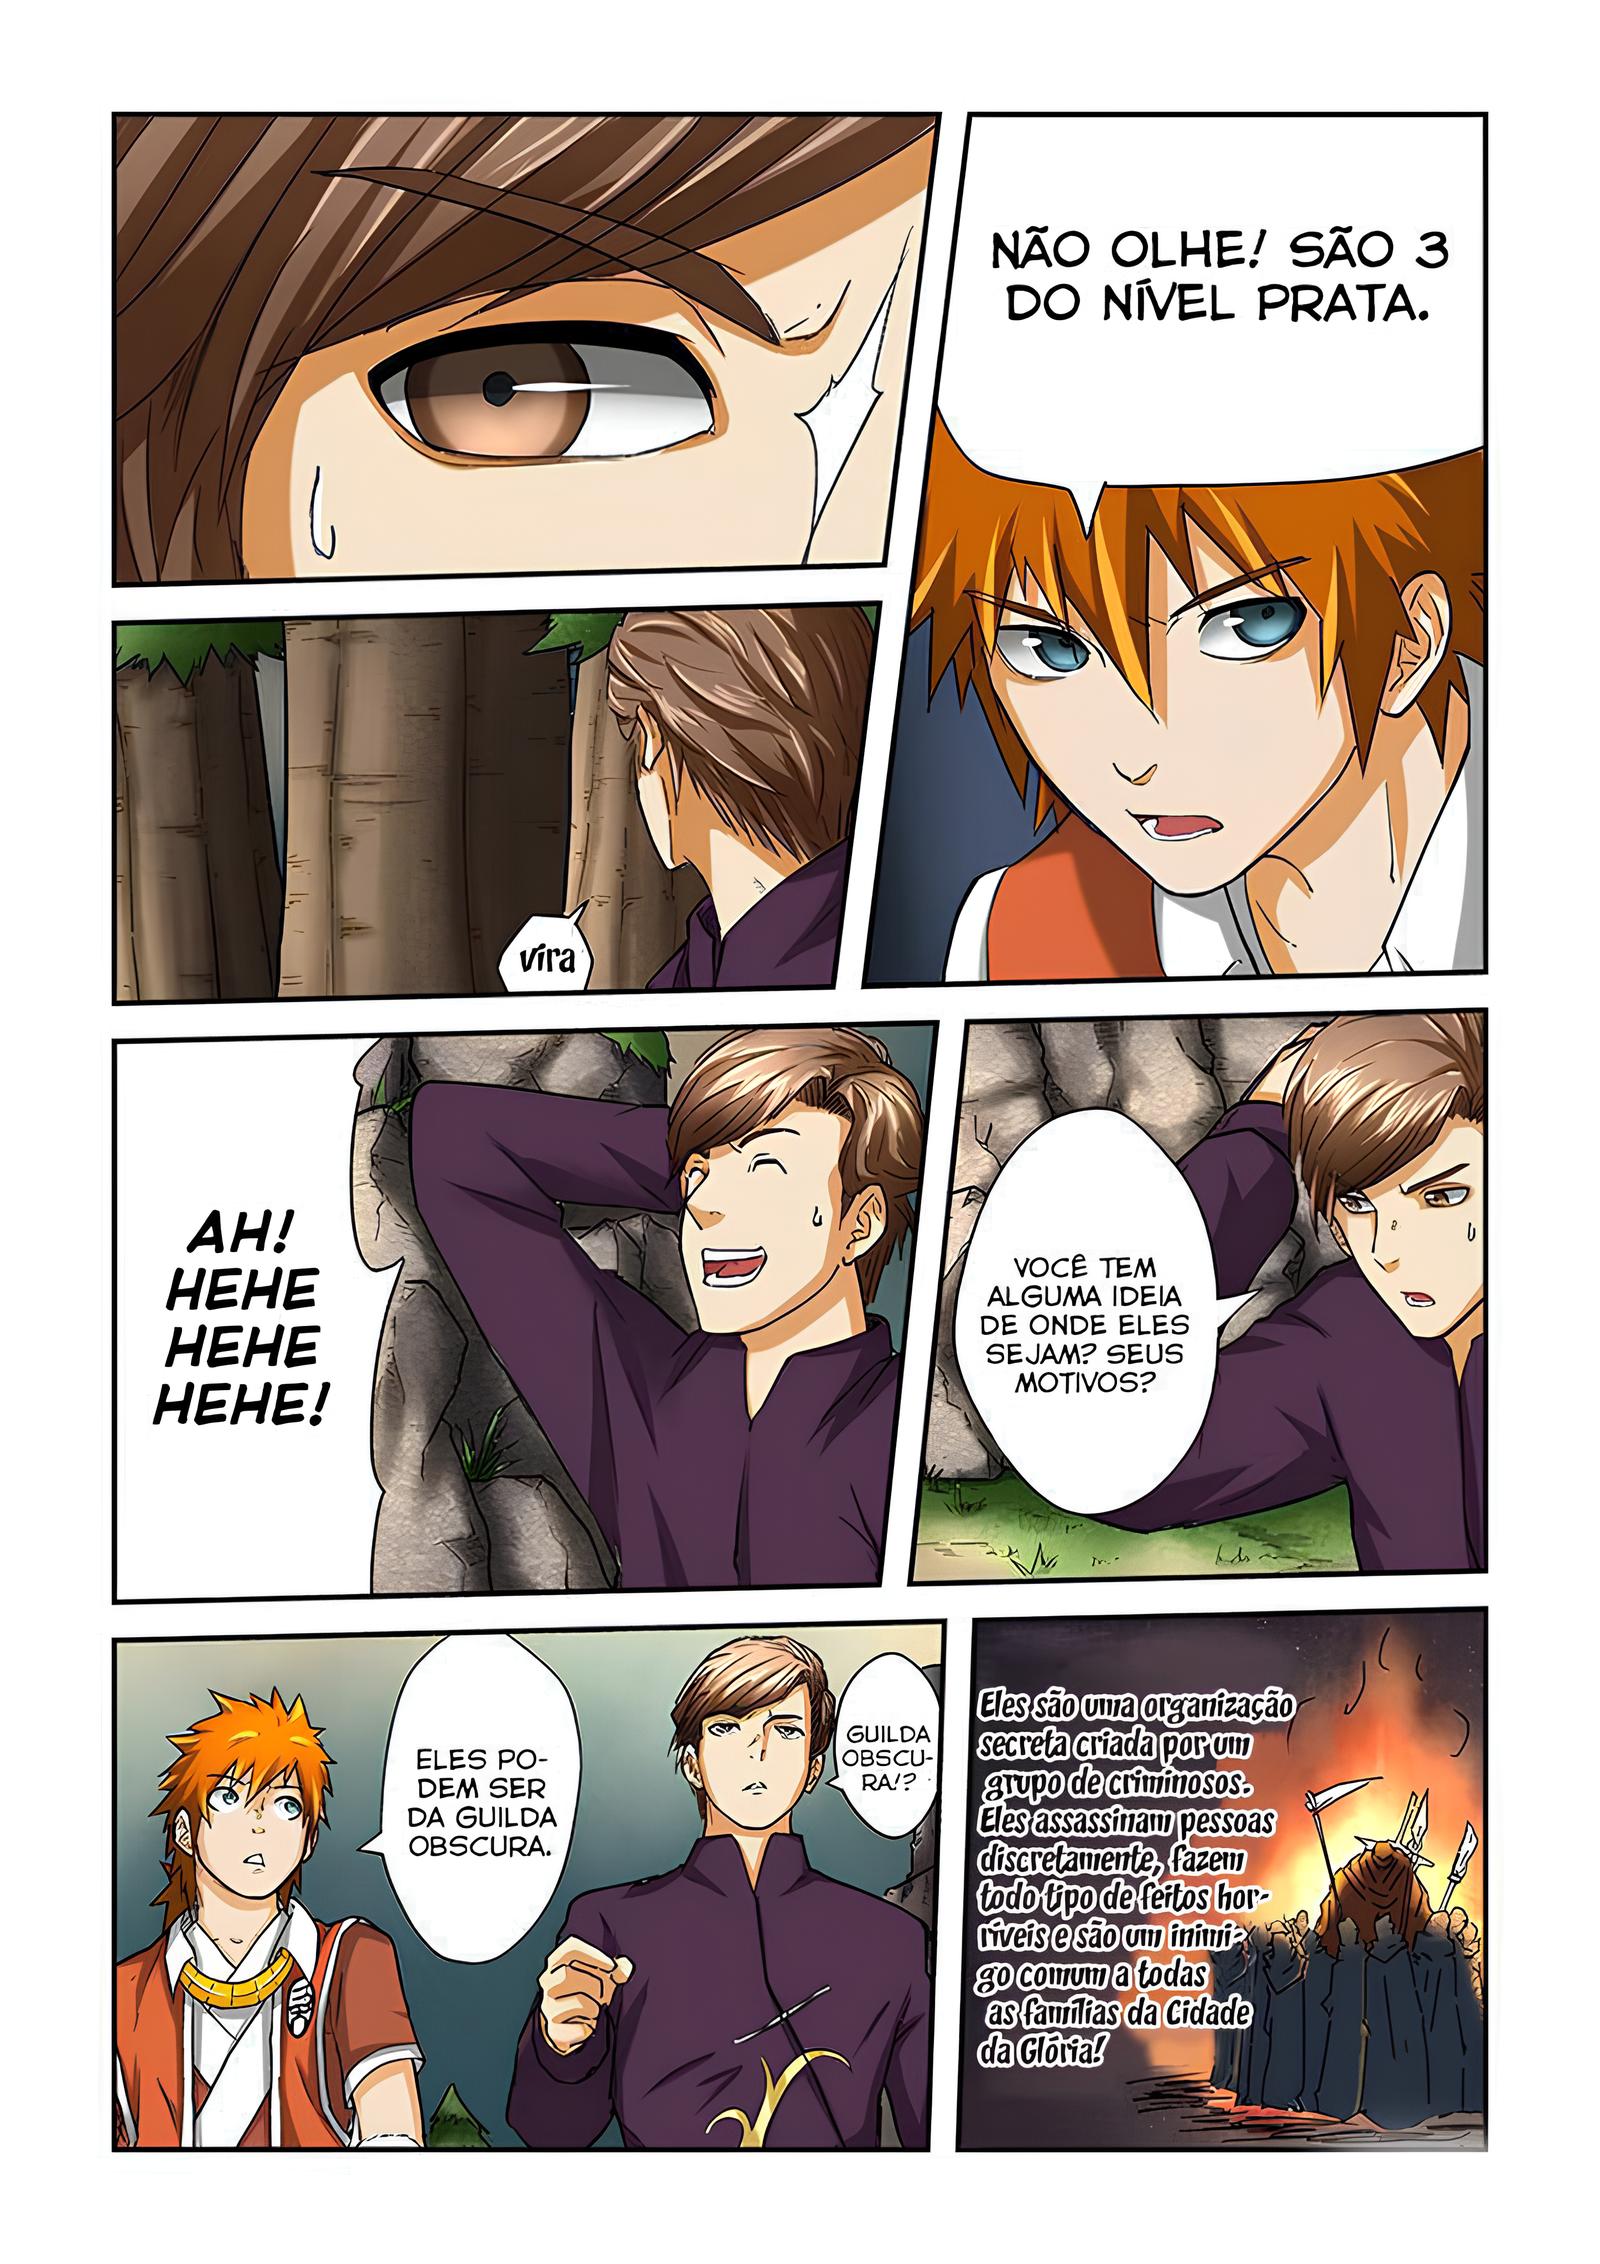 NÃO OLHE! SÃO 3
DO NÍVEL PRATA.
vira
AH!
HEHE
HEHE
HEHE!
VOCÊ TEM
ALGUMA IDEIA
DE ONDE ELES
SEJAM? SEUS
MOTIVOS?
ELES PO-
DEM SER
DA GUILDA
OBSCURA.
GUILDA
OBSCU-
RA!?
Eles são uma organização
secreta criada por um
grupo de criminosos.
Eles assassinam pessoas
discretamente, fazem
todo tipo de feitos hor-
ríveis e são um inimi-
go comum a todas
as famílias da Cidade
da Glória!